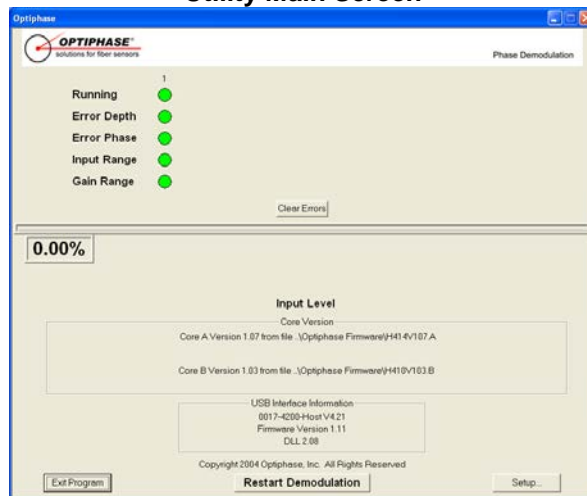 Utility Main Screen
Optiphase
OPTIPHASE
solutions for fiber sensors
Phase Demodulation
1
Running
Error Depth
Error Phase
Input Range
Gain Range
Clear Errors
0.00%
Input Level
Core Version
Core A Version 1.07 from file ..\Optiphase Firmware\H414V107.A
Core B Version 1.03 from file ..\Optiphase Firmware\H410V103.B
USB Interface Information
0017-4200-Host V4.21
Firmware Version 1.11
DLL 2.08
Copyright 2004 Optiphase, Inc. All Rights Reserved
Exit Program
Restart Demodulation
Setup...